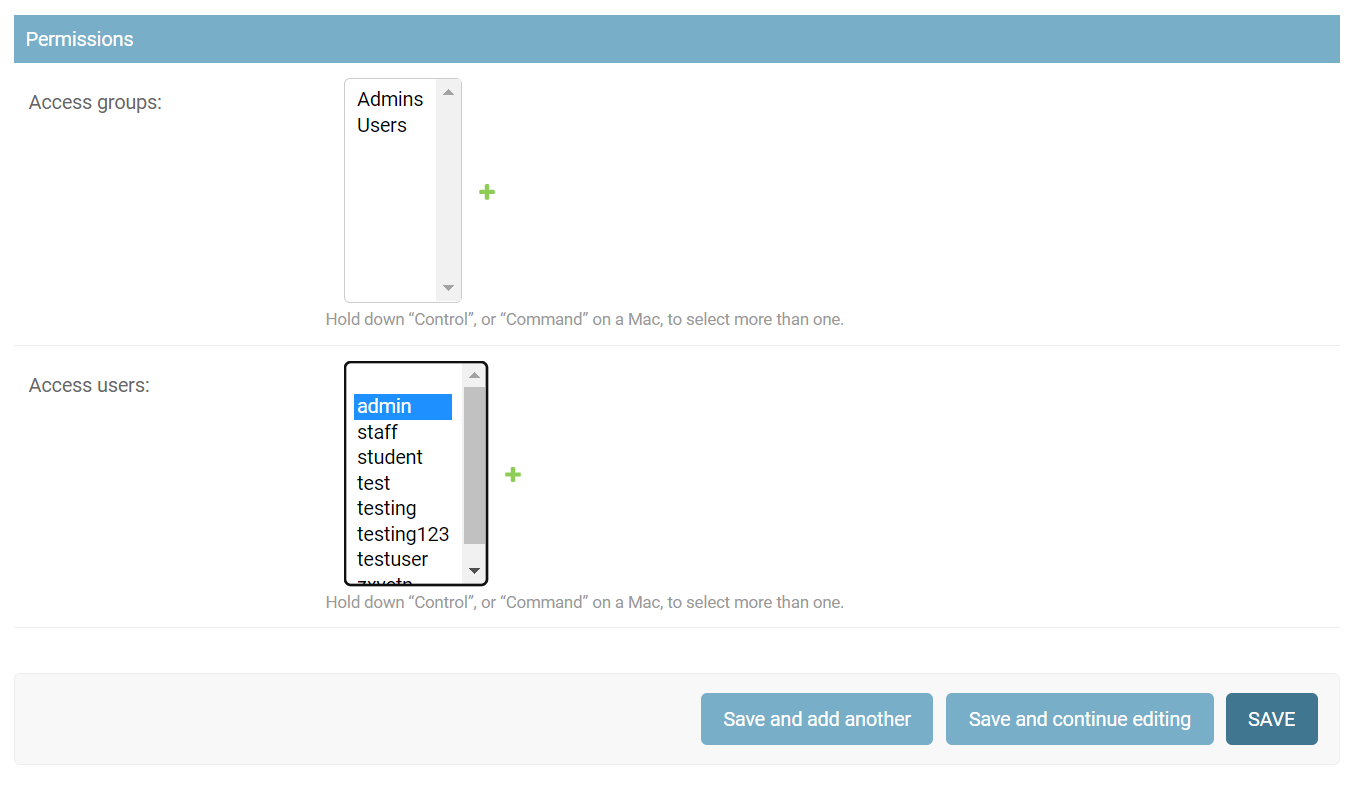 Permissions
Access groups:
Admins
Users
Hold down “Control”, or “Command” on a Mac, to select more than one.
Access users:
admin
staff
student
test
testing
testing123
testuser
Hold down “Control”, or “Command” on a Mac, to select more than one.
Save and add another
Save and continue editing
SAVE